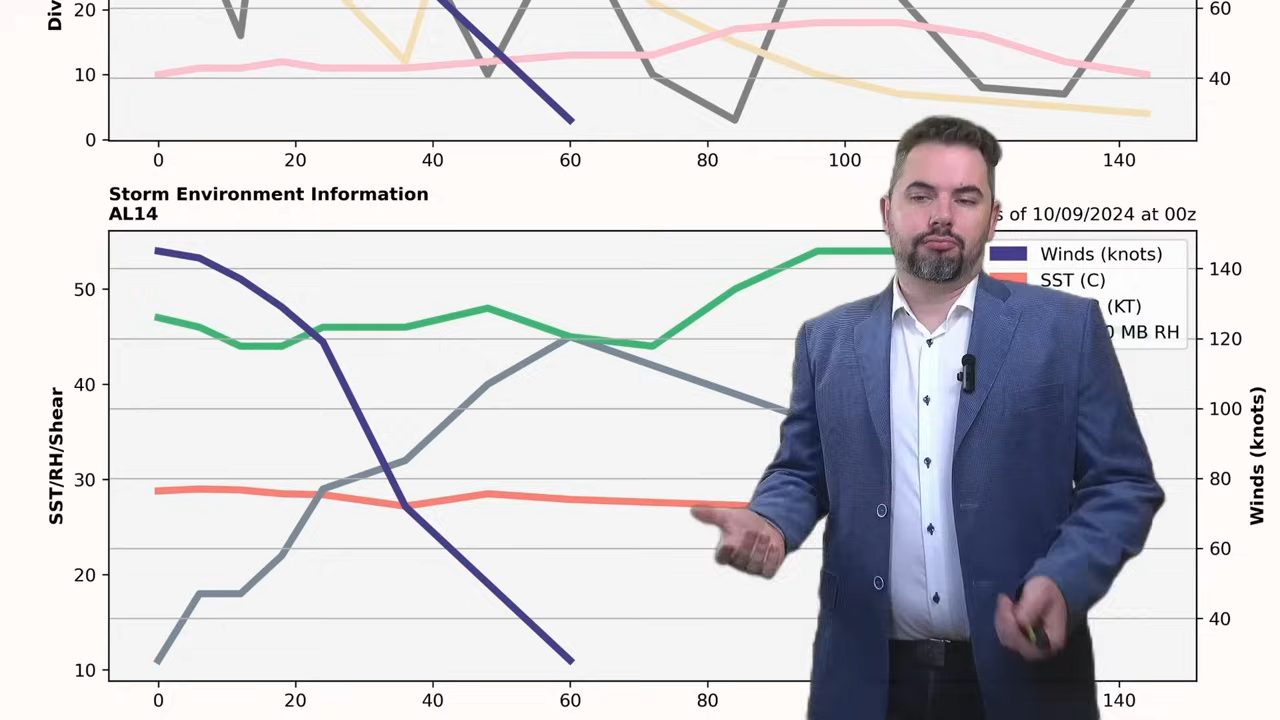 Div
20
10
0
60
40
0 20 40 60 80 100 140
Storm Environment Information
AL14
s of 10/09/2024 at 00z
Winds (knots)
SST (C)
(KT)
MB RH
50
40
30
20
10
SST/RH/Shear
140
120
100
80
60
40
Winds (knots)
0 20 40 60 80 140